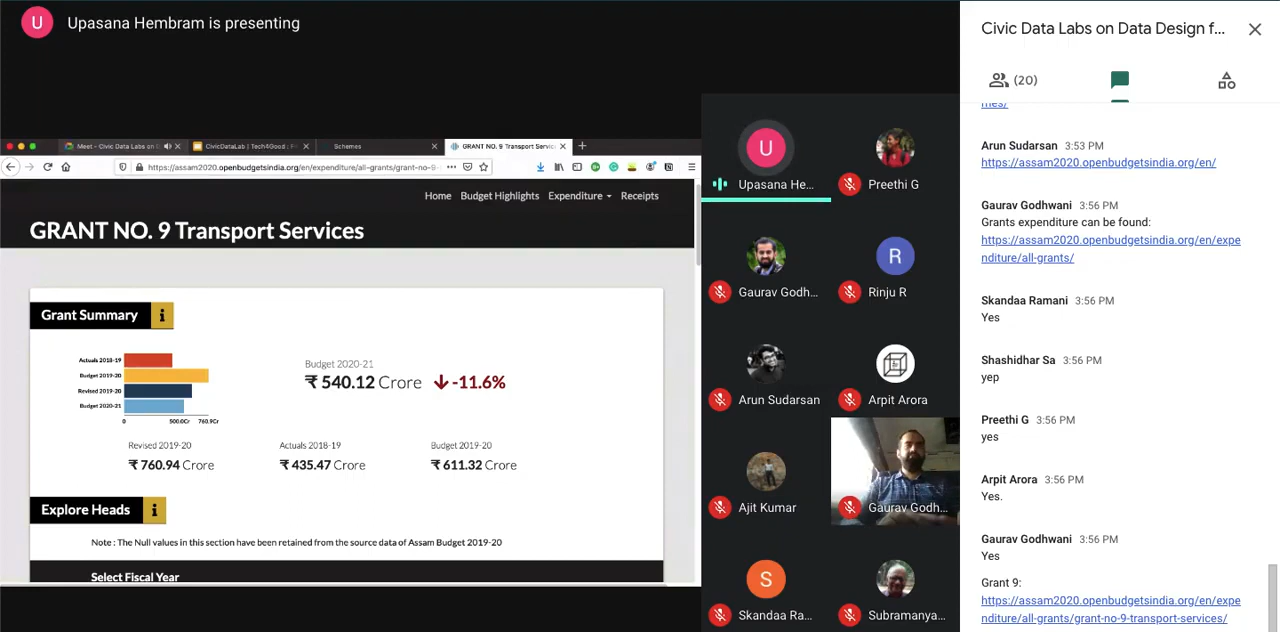 U
Upasana Hembram is presenting
Meet - Civic Data Labs on
CivicDataLab | Tech4Good : R
Schemes
GRANT NO. 9 Transport Servic
https://assam2020.openbudgetsindia.org/en/expenditure/all-grants/grant-no-9-
Home
Budget Highlights
Expenditure
Receipts
GRANT NO. 9 Transport Services
Grant Summary
i
Actuals 2018-19
Budget 2019-20
Revised 2019-20
Budget 2020-21
0
500.0Cr
760.9Cr
Budget 2020-21
₹ 540.12 Crore
-11.6%
Revised 2019-20
₹ 760.94 Crore
Actuals 2018-19
₹ 435.47 Crore
Budget 2019-20
₹ 611.32 Crore
Explore Heads
i
Note : The Null values in this section have been retained from the source data of Assam Budget 2019-20
Select Fiscal Year
U
Upasana He...
Preethi G
Gaurav Godh...
R
Rinju R
Arun Sudarsan
Arpit Arora
Ajit Kumar
Gaurav Godh...
S
Skandaa Ra...
Subramanya...
Civic Data Labs on Data Design f...
(20)
mes/
Arun Sudarsan 3:53 PM
https://assam2020.openbudgetsindia.org/en/
Gaurav Godhwani 3:56 PM
Grants expenditure can be found:
https://assam2020.openbudgetsindia.org/en/expe
nditure/all-grants/
Skandaa Ramani 3:56 PM
Yes
Shashidhar Sa 3:56 PM
yep
Preethi G 3:56 PM
yes
Arpit Arora 3:56 PM
Yes.
Gaurav Godhwani 3:56 PM
Yes
Grant 9:
https://assam2020.openbudgetsindia.org/en/expe
nditure/all-grants/grant-no-9-transport-services/